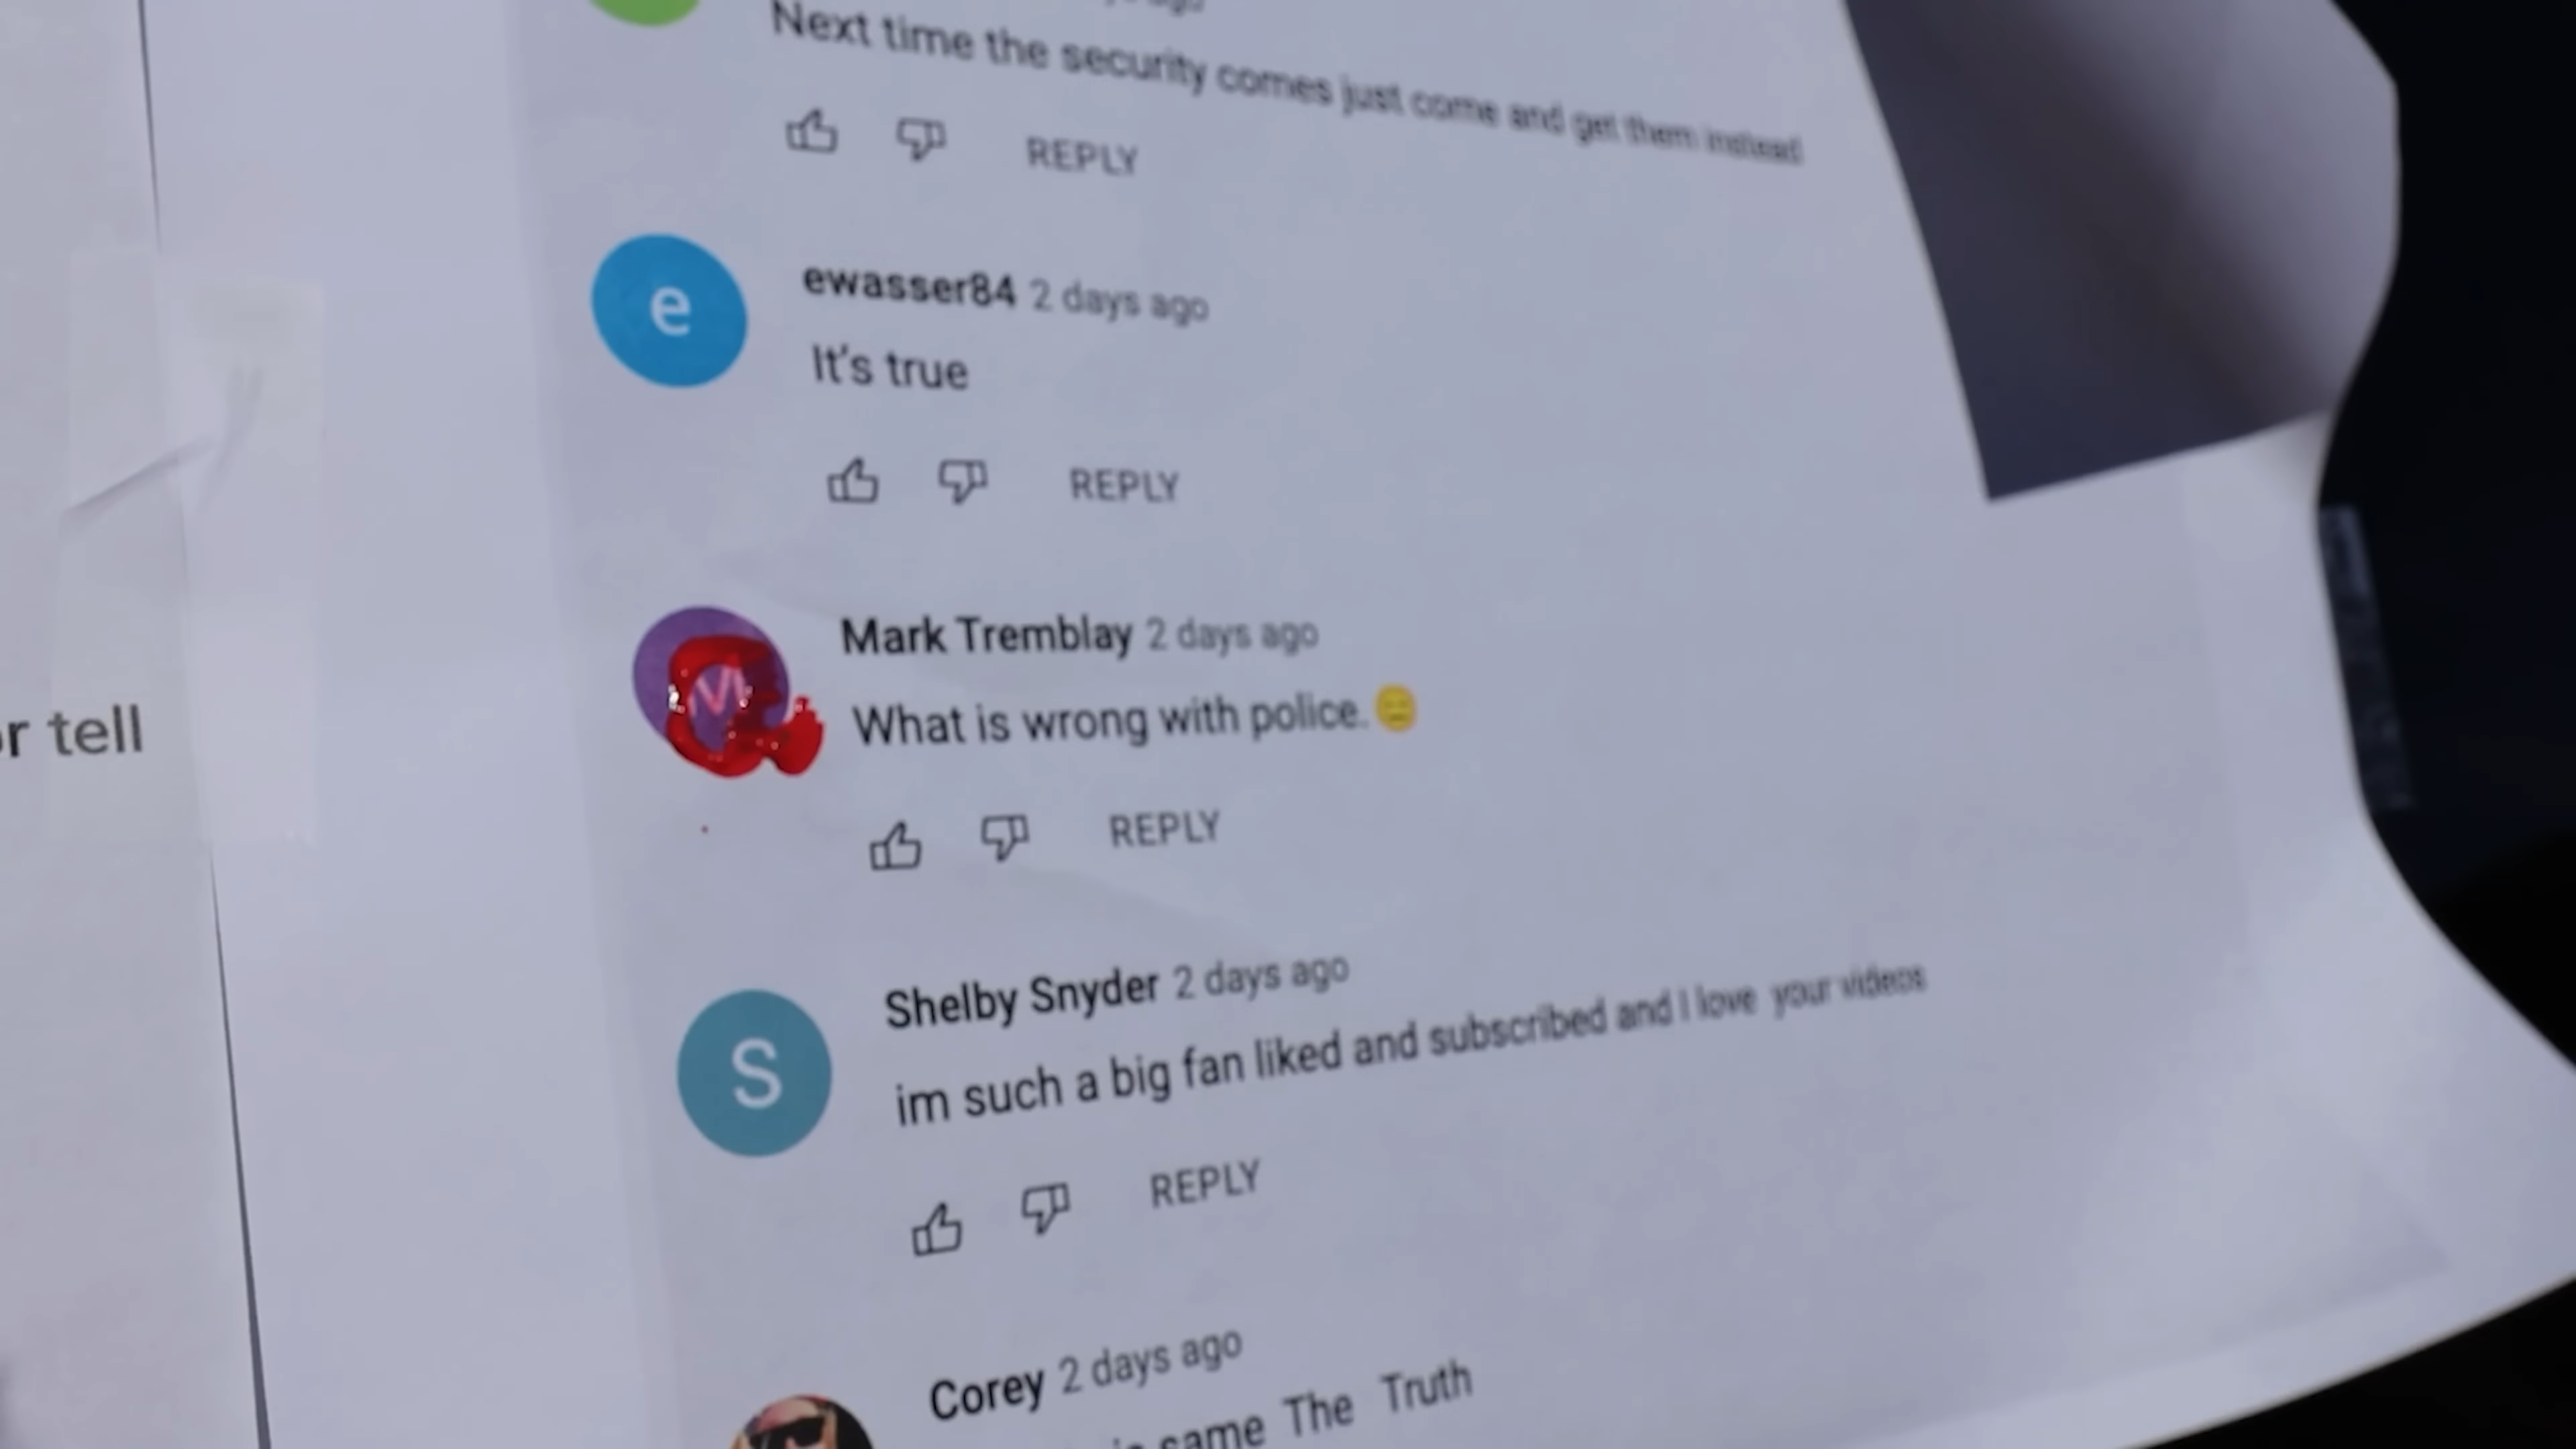 Next time the security comes just come and get them instead
REPLY
e
ewasser84 2 days ago
It's true
REPLY
Mark Tremblay 2 days ago
What is wrong with police.😑
REPLY
or tell
S
Shelby Snyder 2 days ago
im such a big fan liked and subscribed and I love your videos
REPLY
Corey 2 days ago
same The Truth